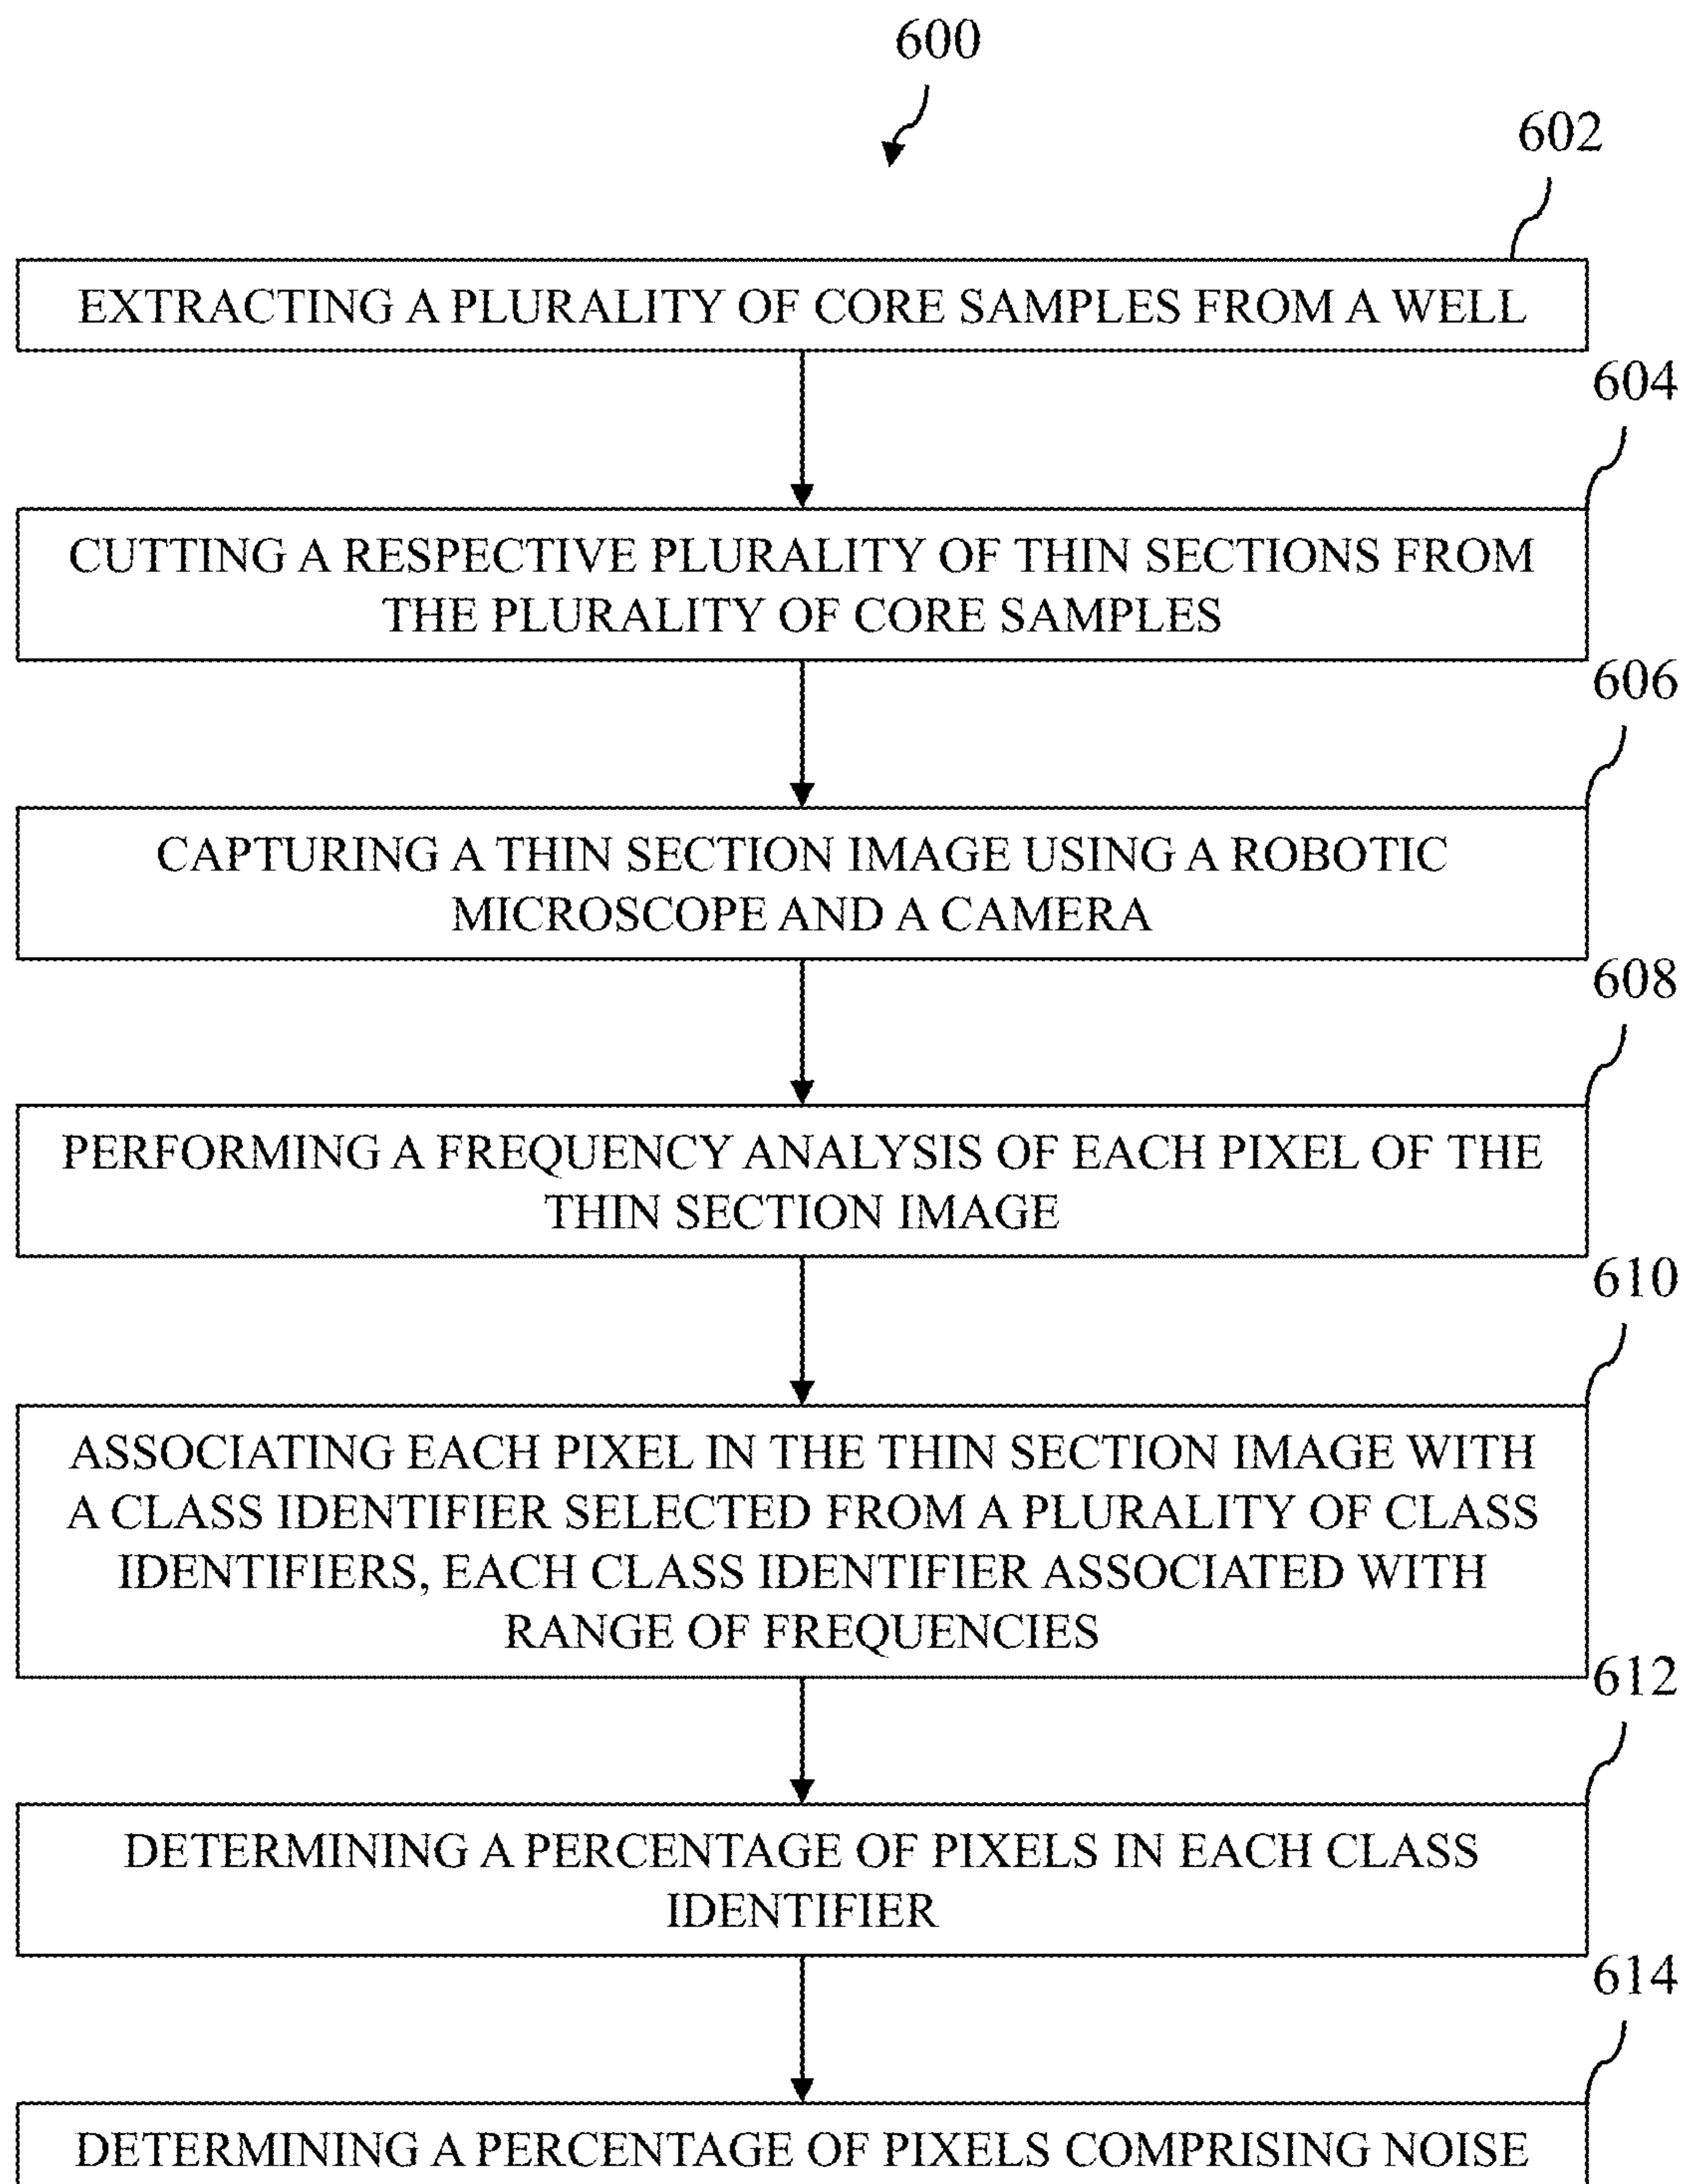 600
602
EXTRACTING A PLURALITY OF CORE SAMPLES FROM A WELL
604
CUTTING A RESPECTIVE PLURALITY OF THIN SECTIONS FROM
THE PLURALITY OF CORE SAMPLES
606
CAPTURING A THIN SECTION IMAGE USING A ROBOTIC
MICROSCOPE AND A CAMERA
608
PERFORMING A FREQUENCY ANALYSIS OF EACH PIXEL OF THE
THIN SECTION IMAGE
610
ASSOCIATING EACH PIXEL IN THE THIN SECTION IMAGE WITH
A CLASS IDENTIFIER SELECTED FROM A PLURALITY OF CLASS
IDENTIFIERS, EACH CLASS IDENTIFIER ASSOCIATED WITH
RANGE OF FREQUENCIES
612
DETERMINING A PERCENTAGE OF PIXELS IN EACH CLASS
IDENTIFIER
614
DETERMINING A PERCENTAGE OF PIXELS COMPRISING NOISE